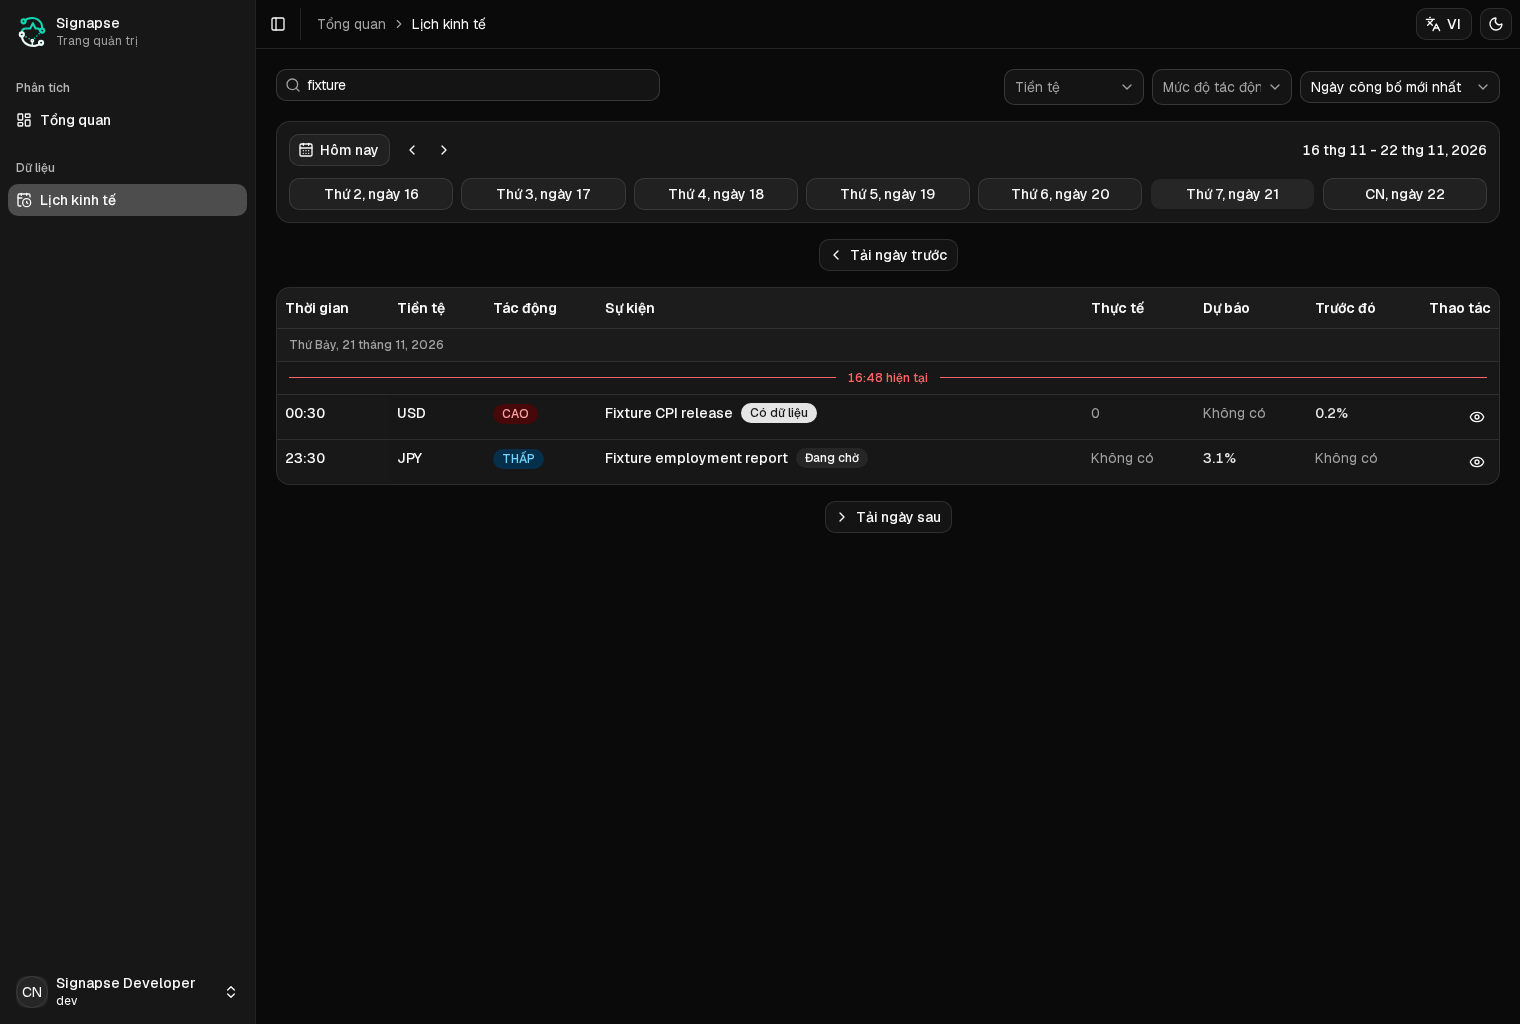 Signapse
Trang quản trị
Phân tích
Tổng quan
Dữ liệu
Lịch kinh tế
Signapse Developer
CN
dev
Tổng quan
Lịch kinh tế
VI
fixture
Tiền tệ
Mức độ tác độn
Ngày công bố mới nhất
Hôm nay
16 thg 11 - 22 thg 11, 2026
Thứ 2, ngày 16
Thứ 3, ngày 17
Thứ 4, ngày 18
Thứ 5, ngày 19
Thứ 6, ngày 20
Thứ 7, ngày 21
CN, ngày 22
Tải ngày trước
Thời gian Tiền tệ Tác động Sự kiện Thực tế Dự báo Trước đó Thao tác
Thứ Bảy, 21 tháng 11, 2026
16:48 hiện tại
00:30 USD CAO Fixture CPI release Có dữ liệu 0 Không có 0.2%
23:30 JPY THẤP Fixture employment report Đang chờ Không có 3.1% Không có
Tải ngày sau